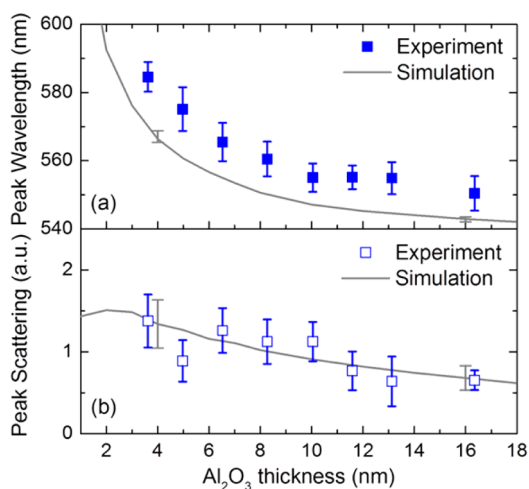 600
580
560
540
Peak Wavelength (nm)
Experiment
Simulation
(a)
2
1
0
Peak Scattering (a.u.)
Experiment
Simulation
(b)
2 4 6 8 10 12 14 16 18
Al₂O₃ thickness (nm)